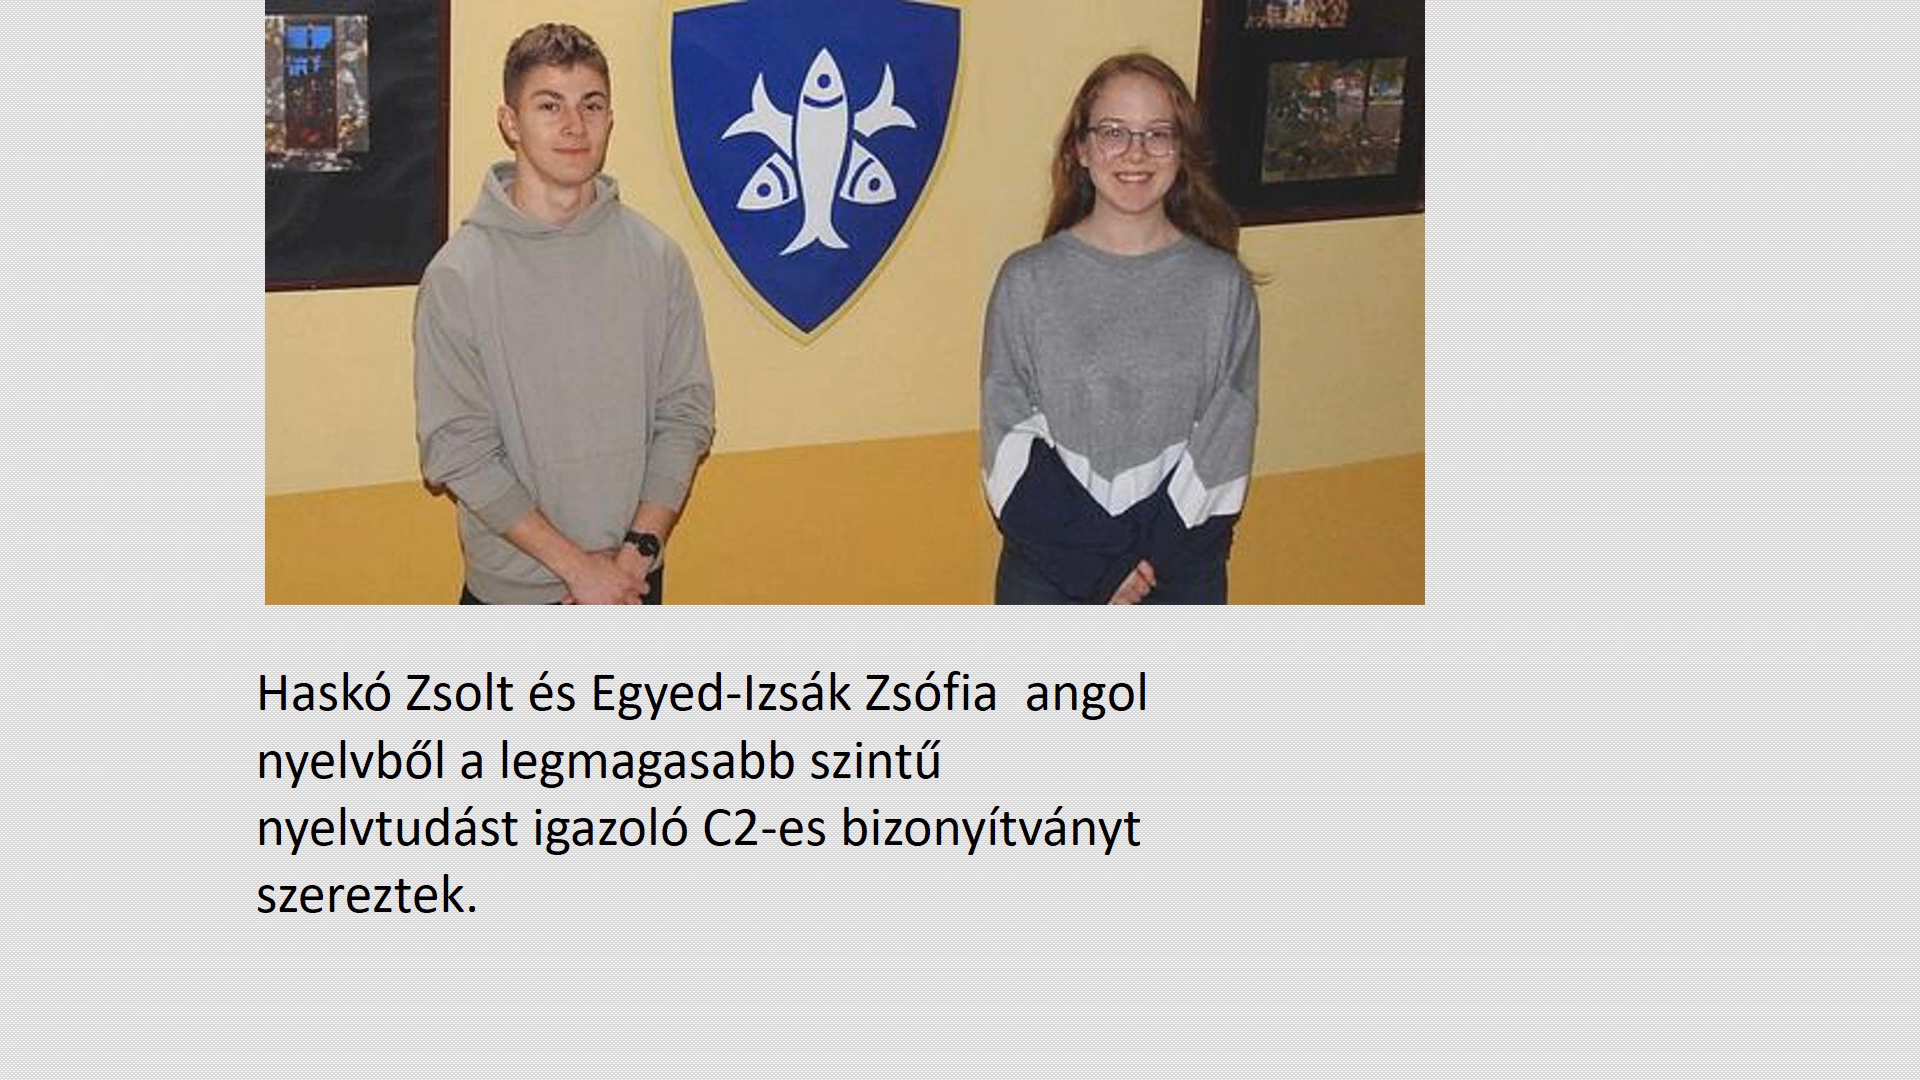 Haskó Zsolt és Egyed-Izsák Zsófia  angol
nyelvből a legmagasabb szintű
nyelvtudást igazoló C2-es bizonyítványt
szereztek.